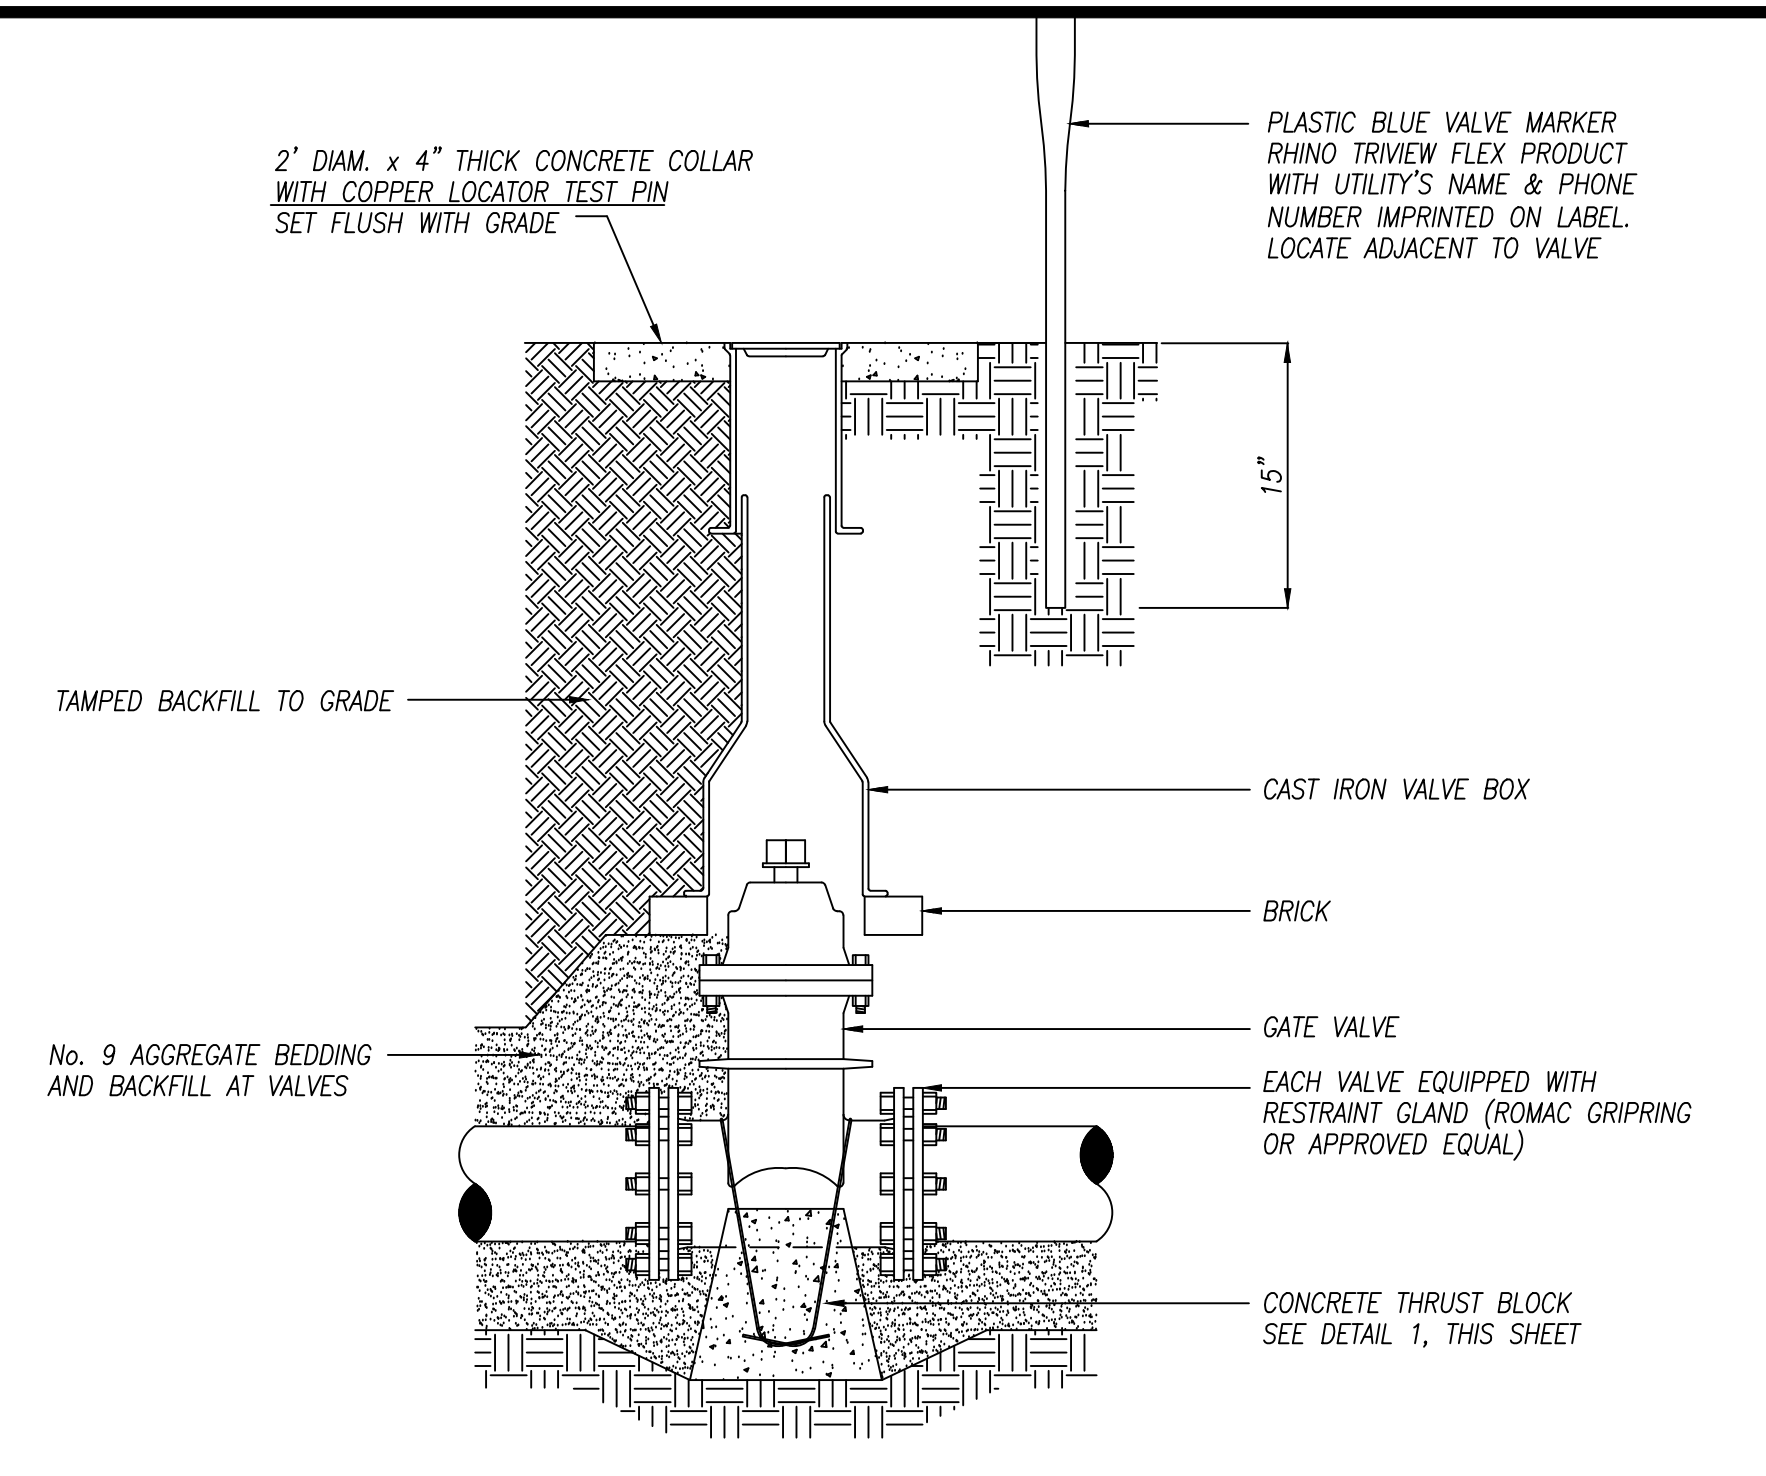 2' DIAM. x 4" THICK CONCRETE COLLAR
WITH COPPER LOCATOR TEST PIN
SET FLUSH WITH GRADE
PLASTIC BLUE VALVE MARKER
RHINO TRIVIEW FLEX PRODUCT
WITH UTILITY'S NAME & PHONE
NUMBER IMPRINTED ON LABEL.
LOCATE ADJACENT TO VALVE
15"
TAMPED BACKFILL TO GRADE
CAST IRON VALVE BOX
BRICK
GATE VALVE
No. 9 AGGREGATE BEDDING
AND BACKFILL AT VALVES
EACH VALVE EQUIPPED WITH
RESTRAINT GLAND (ROMAC GRIPRING
OR APPROVED EQUAL)
CONCRETE THRUST BLOCK
SEE DETAIL 1, THIS SHEET